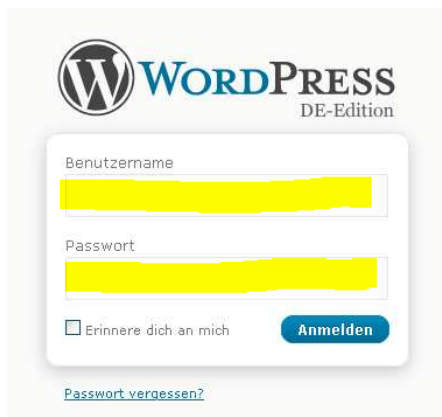 WORDPRESS
DE-Edition
Benutzername
Passwort
Erinnere dich an mich
Anmelden
Passwort vergessen?